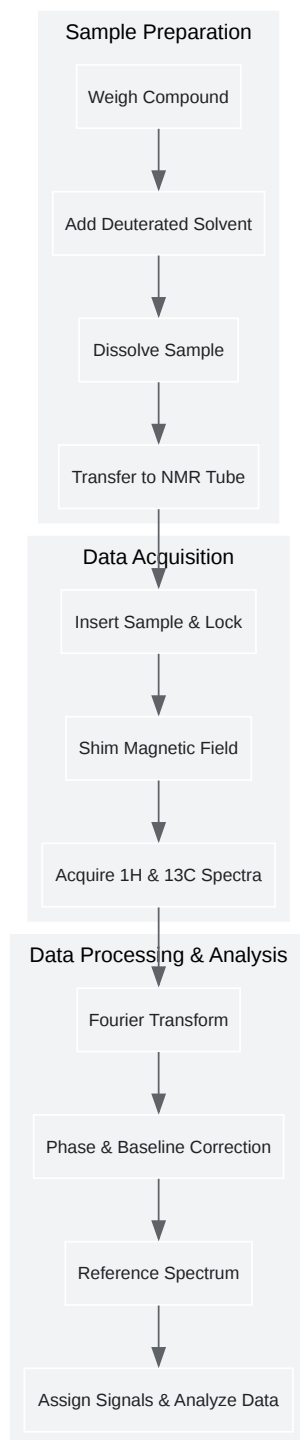 Sample Preparation
Weigh Compound
Add Deuterated Solvent
Dissolve Sample
Transfer to NMR Tube
Data Acquisition
Insert Sample & Lock
Shim Magnetic Field
Acquire 1H & 13C Spectra
Data Processing & Analysis
Fourier Transform
Phase & Baseline Correction
Reference Spectrum
Assign Signals & Analyze Data